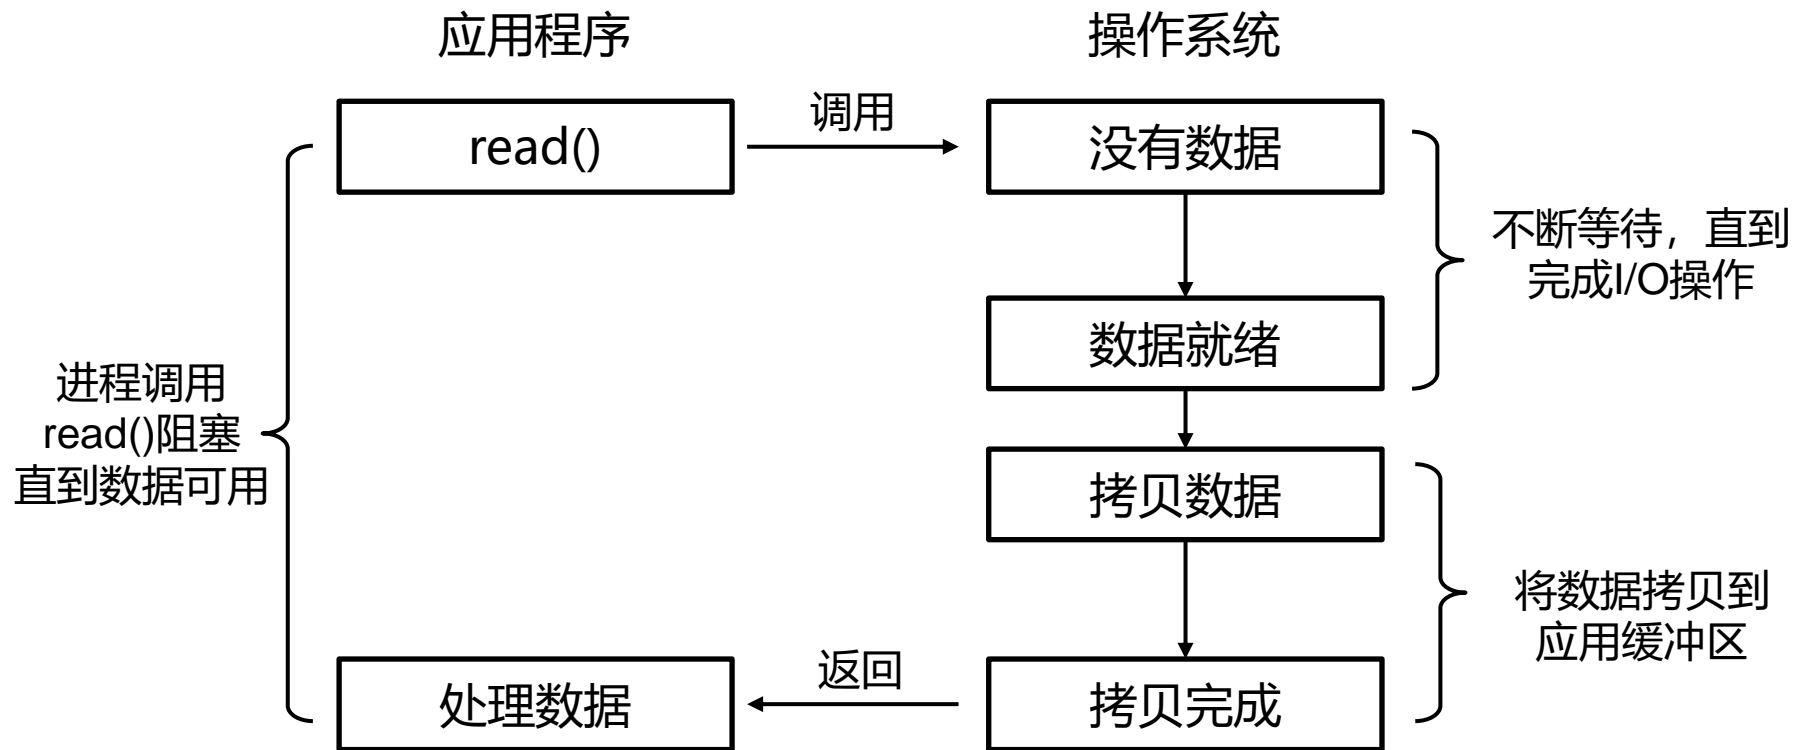 应用程序
操作系统
read()
调用
没有数据
不断等待，直到
完成I/O操作
数据就绪
进程调用
read()阻塞
直到数据可用
拷贝数据
将数据拷贝到
应用缓冲区
处理数据
返回
拷贝完成